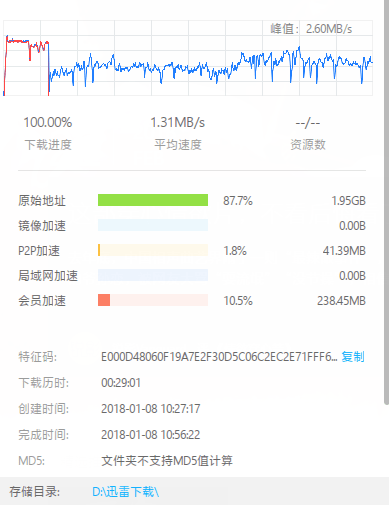 峰值：2.60MB/s
100.00% 1.31MB/s --/--
下载进度 平均速度 资源数
原始地址 87.7% 1.95GB
镜像加速 0.00B
P2P加速 1.8% 41.39MB
局域网加速 0.00B
会员加速 10.5% 238.45MB
特征码: E000D48060F19A7E2F30D5C06C2EC2E71FFF6... 复制
下载历时: 00:29:01
创建时间: 2018-01-08 10:27:17
完成时间: 2018-01-08 10:56:22
MD5: 文件夹不支持MD5值计算
存储目录: D:\迅雷下载\